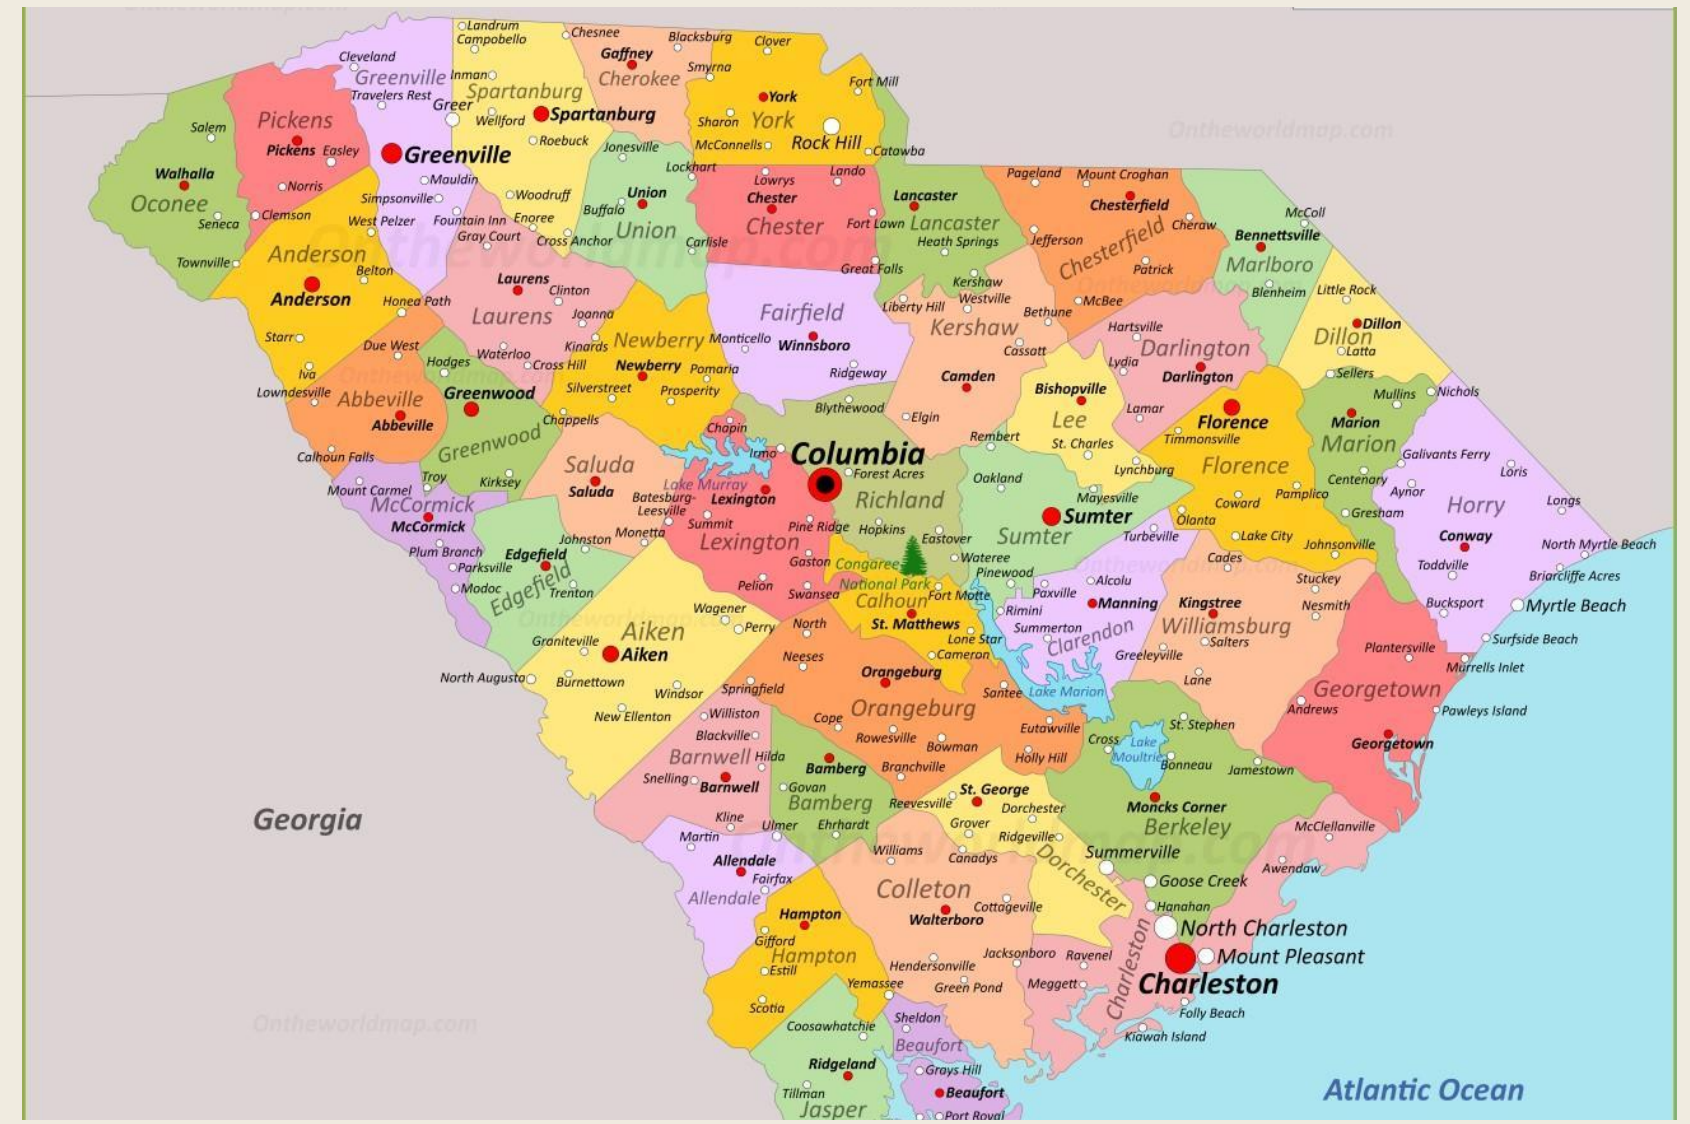 Landrum
Campobello
Chesnee
Blacksburg
Clover
Gaffney
Cleveland
Greenville
Inman
Cherokee
Smyrna
Fort Mill
Travelers Rest
Spartanburg
York
Greer
Wellford
Spartanburg
Sharon
York
Rock Hill
Salem
Pickens
Pickens
Easley
Greenville
Roebuck
Jonesville
McConnells
Catawba
Ontheworldmap.com
Walhalla
Oconee
Norris
Mauldin
Simpsonville
Woodruff
Union
Lockhart
Lowrys
Lando
Chester
Lancaster
Pageland
Mount Croghan
Chesterfield
Seneca
Clemson
West Pelzer
Fountain Inn
Gray Court
Enoree
Cross Anchor
Buffalo
Union
Carlisle
Chester
Fort Lawn
Lancaster
Heath Springs
Jefferson
Chesterfield
Cheraw
McColl
Bennettsville
Marlboro
Townville
Anderson
Belton
Anderson
Honea Path
Laurens
Clinton
Laurens
Joanna
Great Falls
Kershaw
Liberty Hill
Westville
Kershaw
Bethune
Patrick
McBee
Blenheim
Little Rock
Fairfield
Winnsboro
Monticello
Hartsville
Darlington
Dillon
Dillon
Latta
Starr
Iva
Due West
Hodges
Waterloo
Cross Hill
Kinards
Newberry
Newberry
Pomaria
Silverstreet
Prosperity
Ridgeway
Cassatt
Camden
Lydia
Darlington
Sellers
Lowndesville
Abbeville
Abbeville
Greenwood
Greenwood
Chappells
Chapin
Blythewood
Elgin
Bishopville
Lee
St. Charles
Lamar
Florence
Timmonsville
Mullins
Nichols
Marion
Marion
Calhoun Falls
Mount Carmel
Troy
Kirksey
Saluda
Saluda
Irmo
Columbia
Forest Acres
Rembert
Lynchburg
Florence
Galivants Ferry
Loris
McCormick
McCormick
Batesburg-
Leesville
Lake Murray
Lexington
Summit
Richland
Oakland
Mayesville
Coward
Pamplico
Centenary
Aynor
Horry
Longs
Monetta
Lexington
Pine Ridge
Hopkins
Eastover
Sumter
Sumter
Olanta
Turbeville
Lake City
Gresham
Johnsonville
Conway
North Myrtle Beach
Plum Branch
Parksville
Modoc
Edgefield
Edgefield
Johnston
Trenton
Gaston
Pelion
Swansea
Congaree
National Park
Wateree
Pinewood
Paxville
Alcolu
Cades
Stuckey
Toddville
Briarcliffe Acres
Calhoun
Fort Motte
St. Matthews
Lone Star
Cameron
Rimini
Summerton
Manning
Clarendon
Kingstree
Williamsburg
Salters
Nesmith
Bucksport
Myrtle Beach
Wagener
Perry
Graniteville
Aiken
Aiken
North
Neeses
Greeleyville
Lane
Plantersville
Surfside Beach
Murrells Inlet
North Augusta
Burnettown
New Ellenton
Windsor
Springfield
Orangeburg
Orangeburg
Santee
Lake Marion
Georgetown
Andrews
Pawleys Island
Williston
Blackville
Cope
Rowesville
Bowman
Eutawville
Holly Hill
St. Stephen
Cross
Lake
Moultrie
Bonneau
Jamestown
Georgetown
Barnwell
Hilda
Snelling
Barnwell
Bamberg
Govan
Bamberg
Branchville
Reevesville
St. George
Dorchester
Moncks Corner
Berkeley
Georgia
Kline
Ulmer
Ehrhardt
Grover
Ridgeville
McClellanville
Martin
Allendale
Fairfax
Allendale
Williams
Canadys
Dorchester
Summerville
Goose Creek
Awendaw
Colleton
Walterboro
Cottageville
Hanahan
North Charleston
Hampton
Gifford
Hampton
Estill
Hendersonville
Green Pond
Jacksonboro
Ravenel
Meggett
Charleston
Mount Pleasant
Charleston
Scotia
Yemassee
Coosawhatchie
Sheldon
Beaufort
Folly Beach
Kiawah Island
Ontheworldmap.com
Ridgeland
Grays Hill
Tillman
Jasper
Beaufort
Port Royal
Atlantic Ocean